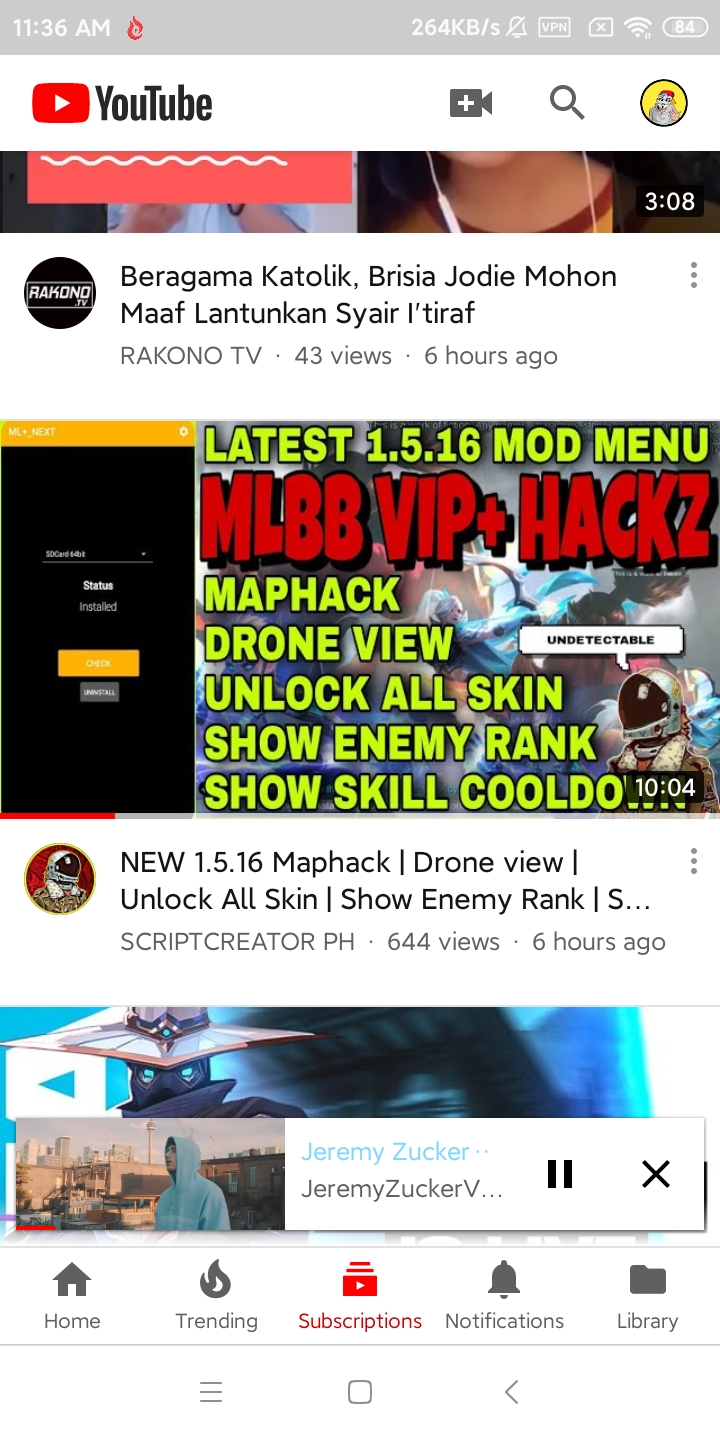 11:36 AM 264KB/s VPN 84
YouTube
3:08
RAKONO
.TV
Beragama Katolik, Brisia Jodie Mohon
Maaf Lantunkan Syair I'tiraf
RAKONO TV · 43 views · 6 hours ago
ML+_NEXT
SDCard 64bit
Status
Installed
CHECK
UNINSTALL
LATEST 1.5.16 MOD MENU
MLBB VIP+ HACKZ
MAPHACK
DRONE VIEW
UNDETECTABLE
UNLOCK ALL SKIN
SHOW ENEMY RANK
SHOW SKILL COOLDOWN
10:04
NEW 1.5.16 Maphack | Drone view |
Unlock All Skin | Show Enemy Rank | S...
SCRIPTCREATOR PH · 644 views · 6 hours ago
Jeremy Zucker ··
JeremyZuckerV...
Home Trending Subscriptions Notifications Library